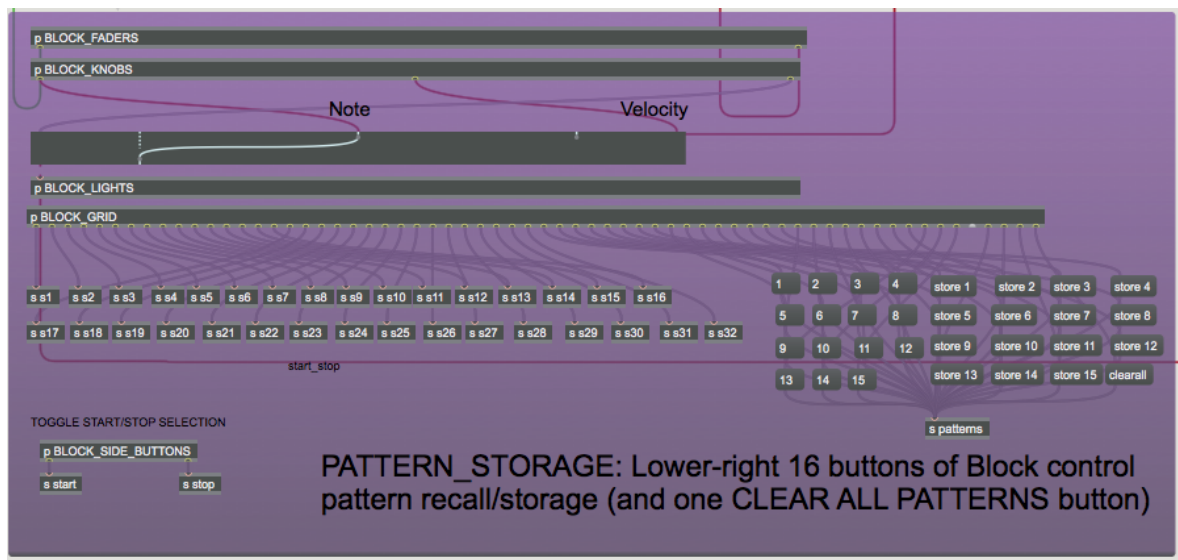 p BLOCK_FADERS
p BLOCK_KNOBS
Note Velocity
p BLOCK_LIGHTS
p BLOCK_GRID
s s1 s s2 s s3 s s4 s s5 s s6 s s7 s s8 s s9 s s10 s s11 s s12 s s13 s s14 s s15 s s16
s s17 s s18 s s19 s s20 s s21 s s22 s s23 s s24 s s25 s s26 s s27 s s28 s s29 s s30 s s31 s s32
start_stop
1 2 3 4 store 1 store 2 store 3 store 4
5 6 7 8 store 5 store 6 store 7 store 8
9 10 11 12 store 9 store 10 store 11 store 12
13 14 15 store 13 store 14 store 15 clearall
s patterns
TOGGLE START/STOP SELECTION
p BLOCK_SIDE_BUTTONS
s start s stop
PATTERN_STORAGE: Lower-right 16 buttons of Block control
pattern recall/storage (and one CLEAR ALL PATTERNS button)